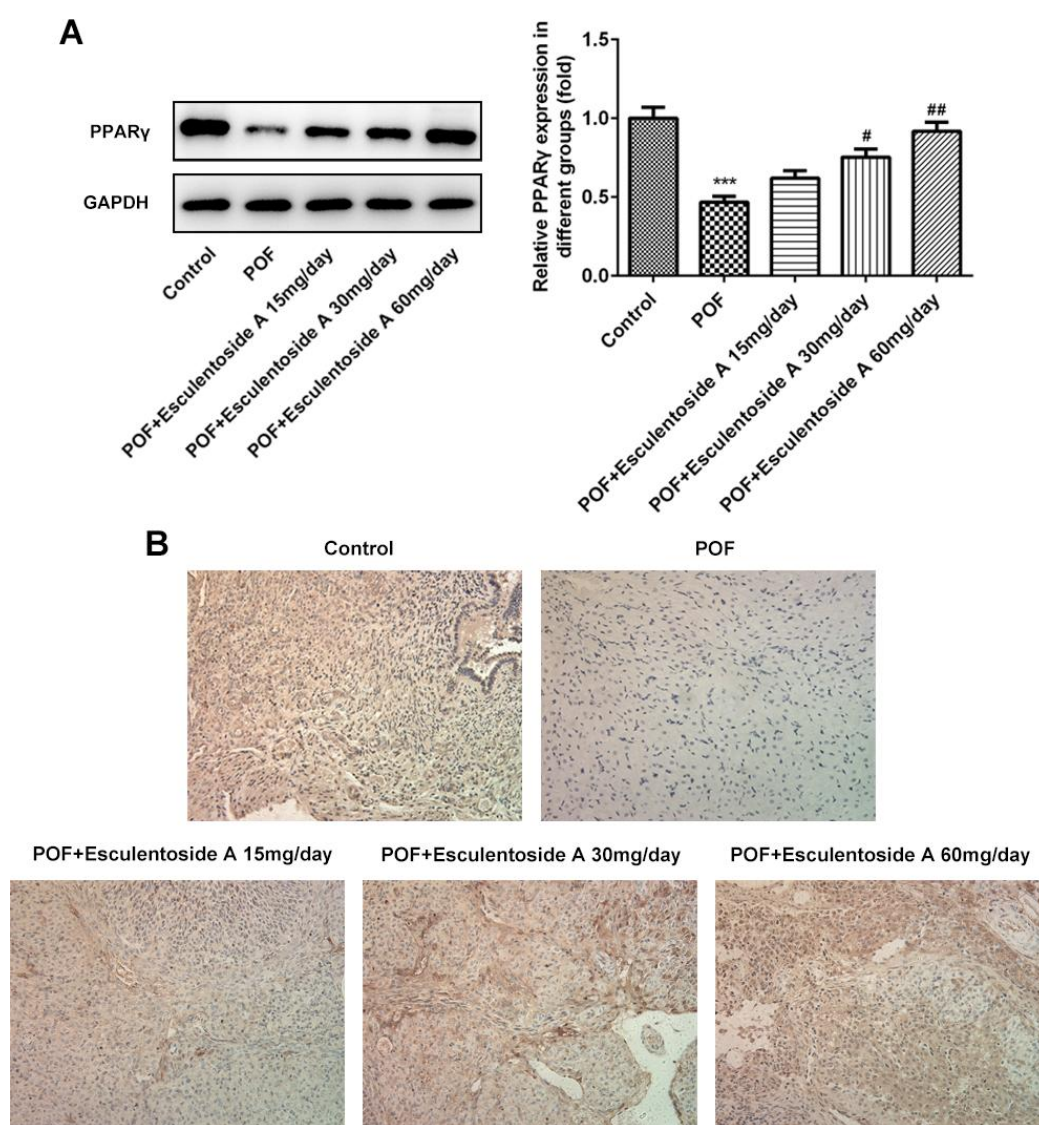 A
PPARγ
GAPDH
Control
POF
POF+Esculentoside A 15mg/day
POF+Esculentoside A 30mg/day
POF+Esculentoside A 60mg/day
Relative PPARγ expression in
different groups (fold)
1.5
1.0
0.5
0.0
***
#
##
Control
POF
POF+Esculentoside A 15mg/day
POF+Esculentoside A 30mg/day
POF+Esculentoside A 60mg/day
B
Control
POF
POF+Esculentoside A 15mg/day
POF+Esculentoside A 30mg/day
POF+Esculentoside A 60mg/day